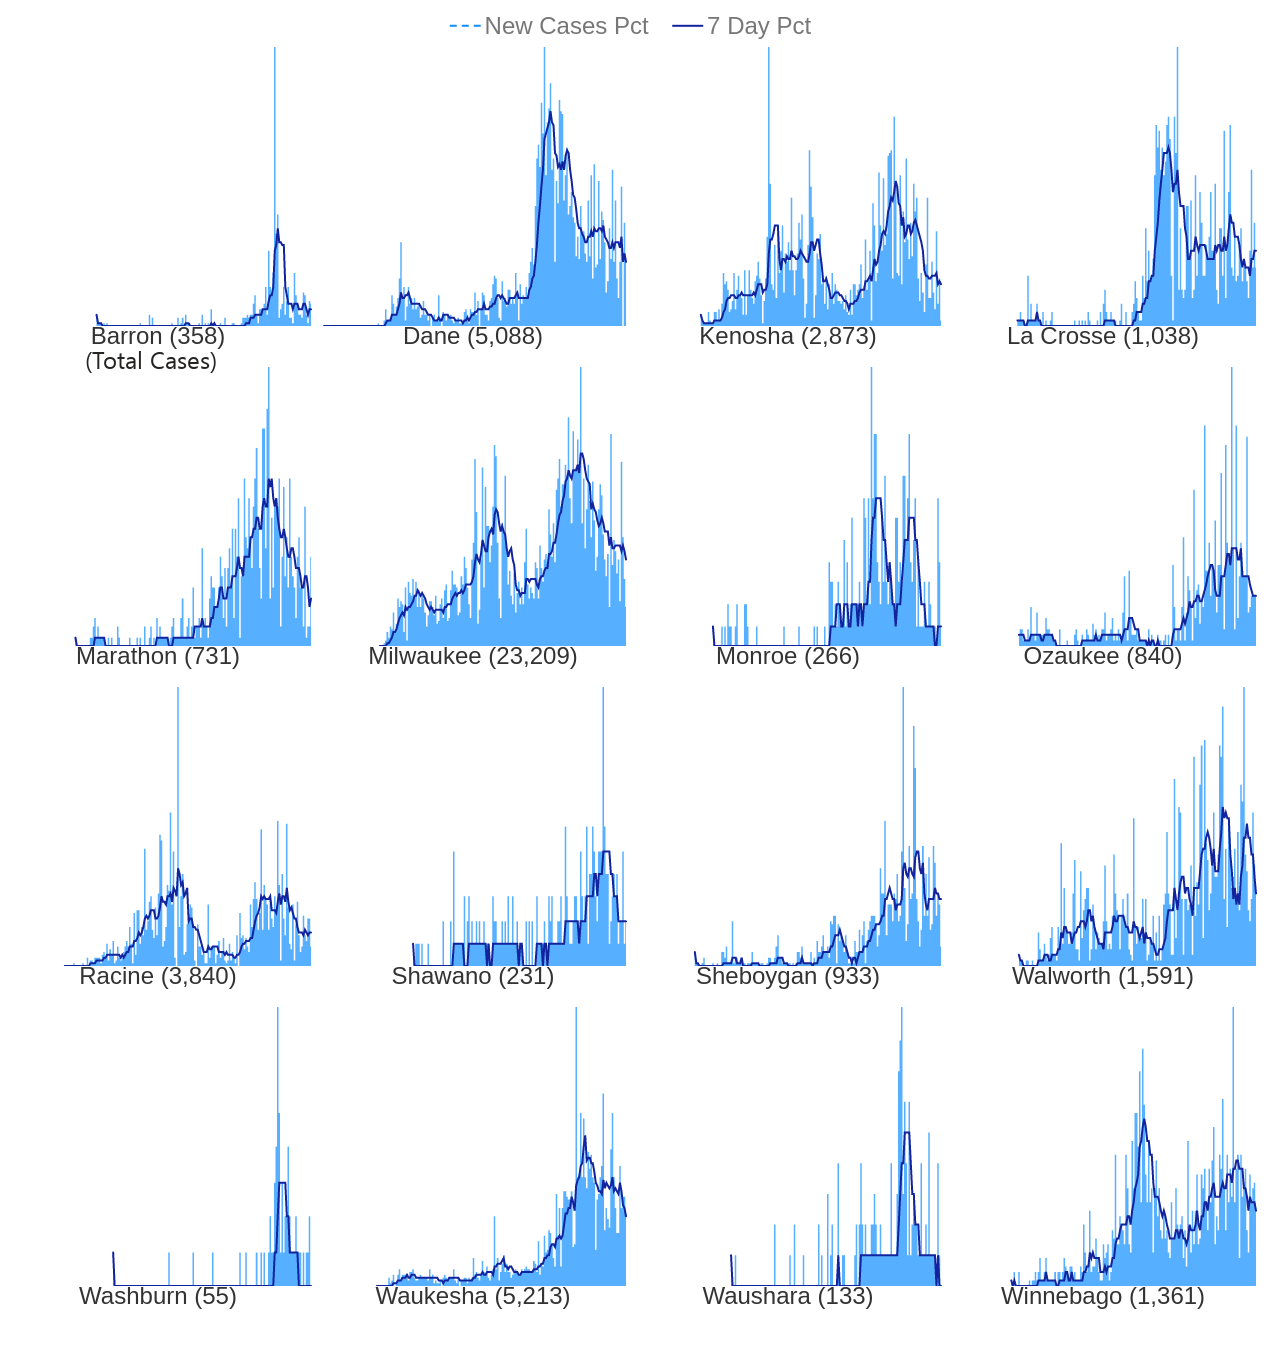 New Cases Pct 7 Day Pct
Barron (358) Dane (5,088) Kenosha (2,873) La Crosse (1,038)
(Total Cases)
Marathon (731) Milwaukee (23,209) Monroe (266) Ozaukee (840)
Racine (3,840) Shawano (231) Sheboygan (933) Walworth (1,591)
Washburn (55) Waukesha (5,213) Waushara (133) Winnebago (1,361)